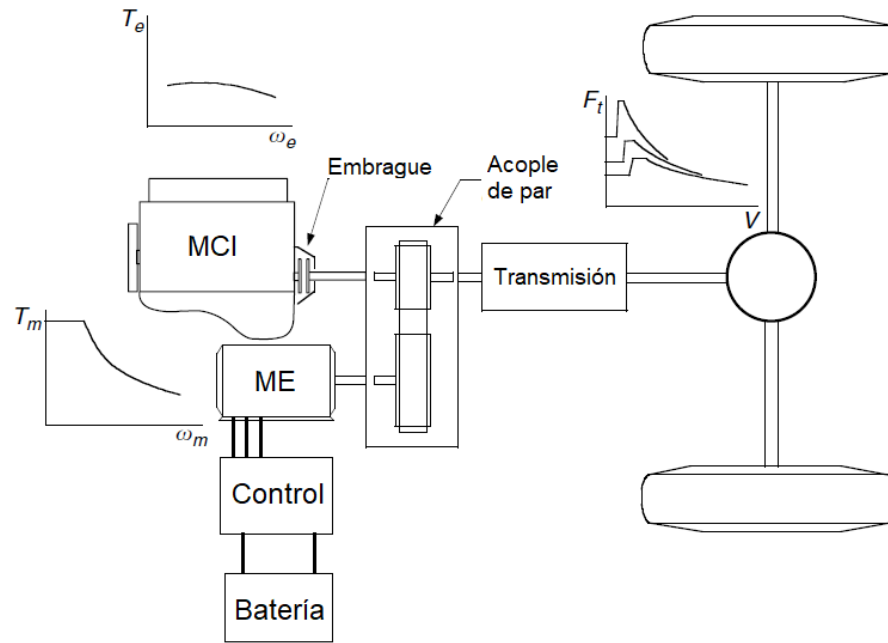 Te
ωe
Embrague
Acople
de par
Ft
V
MCI
Transmisión
Tm
ME
ωm
Control
Batería